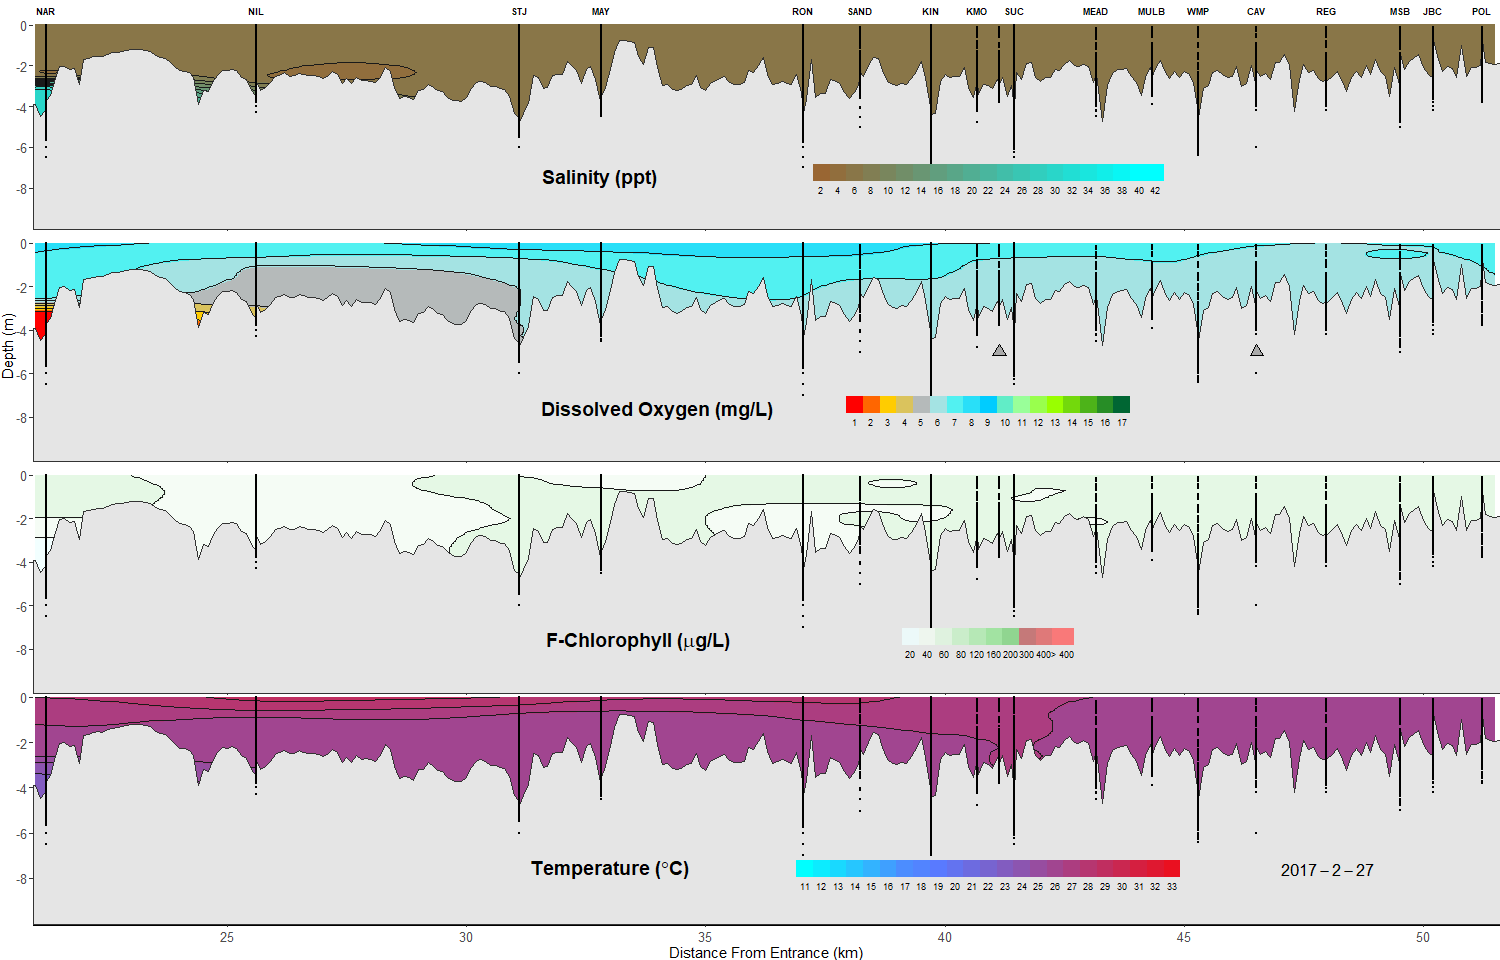 NAR NIL STJ MAY RON SAND KIN KMO SUC MEAD MULB WMP CAV REG MSB JBC POL
0
-2
-4
-6
-8
Salinity (ppt)
2 4 6 8 10 12 14 16 18 20 22 24 26 28 30 32 34 36 38 40 42
0
-2
-4
-6
-8
Depth (m)
Dissolved Oxygen (mg/L)
1 2 3 4 5 6 7 8 9 10 11 12 13 14 15 16 17
0
-2
-4
-6
-8
F-Chlorophyll (μg/L)
20 40 60 80 120 160 200 300 400> 400
0
-2
-4
-6
-8
Temperature (°C)
11 12 13 14 15 16 17 18 19 20 21 22 23 24 25 26 27 28 29 30 31 32 33
2017 – 2 – 27
25 30 35 40 45 50
Distance From Entrance (km)